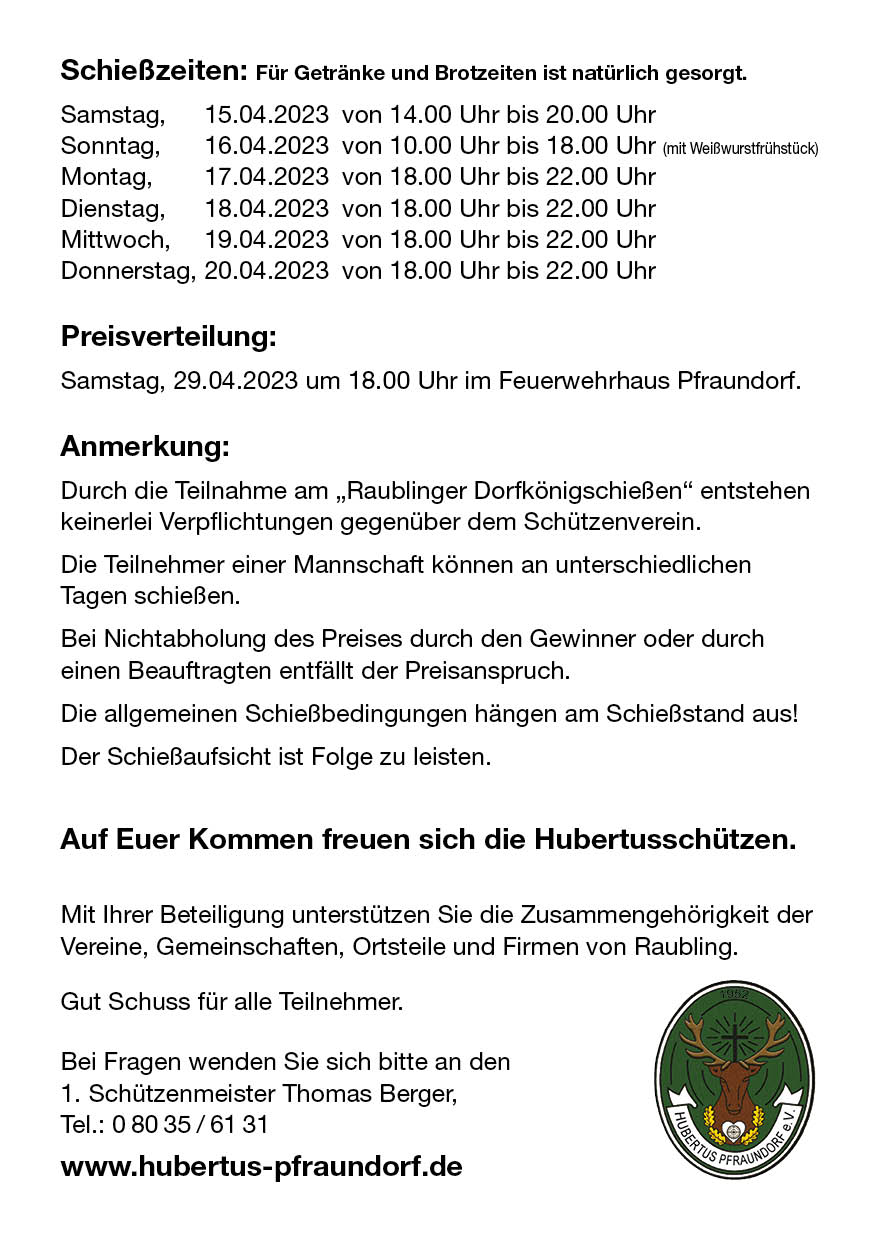 Schießzeiten: Für Getränke und Brotzeiten ist natürlich gesorgt.
Samstag, 15.04.2023 von 14.00 Uhr bis 20.00 Uhr
Sonntag, 16.04.2023 von 10.00 Uhr bis 18.00 Uhr (mit Weißwurstfrühstück)
Montag, 17.04.2023 von 18.00 Uhr bis 22.00 Uhr
Dienstag, 18.04.2023 von 18.00 Uhr bis 22.00 Uhr
Mittwoch, 19.04.2023 von 18.00 Uhr bis 22.00 Uhr
Donnerstag, 20.04.2023 von 18.00 Uhr bis 22.00 Uhr
Preisverteilung:
Samstag, 29.04.2023 um 18.00 Uhr im Feuerwehrhaus Pfraundorf.
Anmerkung:
Durch die Teilnahme am „Raublinger Dorfkönigschießen“ entstehen
keinerlei Verpflichtungen gegenüber dem Schützenverein.
Die Teilnehmer einer Mannschaft können an unterschiedlichen
Tagen schießen.
Bei Nichtabholung des Preises durch den Gewinner oder durch
einen Beauftragten entfällt der Preisanspruch.
Die allgemeinen Schießbedingungen hängen am Schießstand aus!
Der Schießaufsicht ist Folge zu leisten.
Auf Euer Kommen freuen sich die Hubertusschützen.
Mit Ihrer Beteiligung unterstützen Sie die Zusammengehörigkeit der
Vereine, Gemeinschaften, Ortsteile und Firmen von Raubling.
Gut Schuss für alle Teilnehmer.
Bei Fragen wenden Sie sich bitte an den
1. Schützenmeister Thomas Berger,
Tel.: 0 80 35 / 61 31
www.hubertus-pfraundorf.de
1952
HUBERTUS PFRAUNDORF e.V.